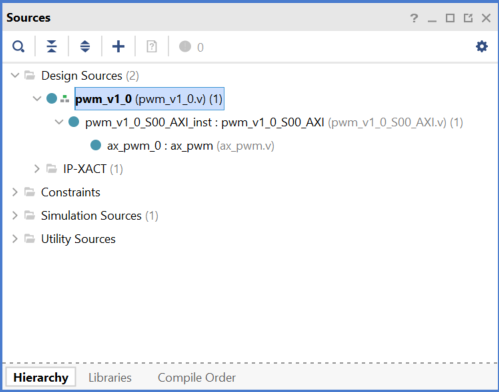 Sources
0
Design Sources (2)
pwm_v1_0 (pwm_v1_0.v) (1)
pwm_v1_0_S00_AXI_inst : pwm_v1_0_S00_AXI (pwm_v1_0_S00_AXI.v) (1)
ax_pwm_0 : ax_pwm (ax_pwm.v)
IP-XACT (1)
Constraints
Simulation Sources (1)
Utility Sources
Hierarchy Libraries Compile Order